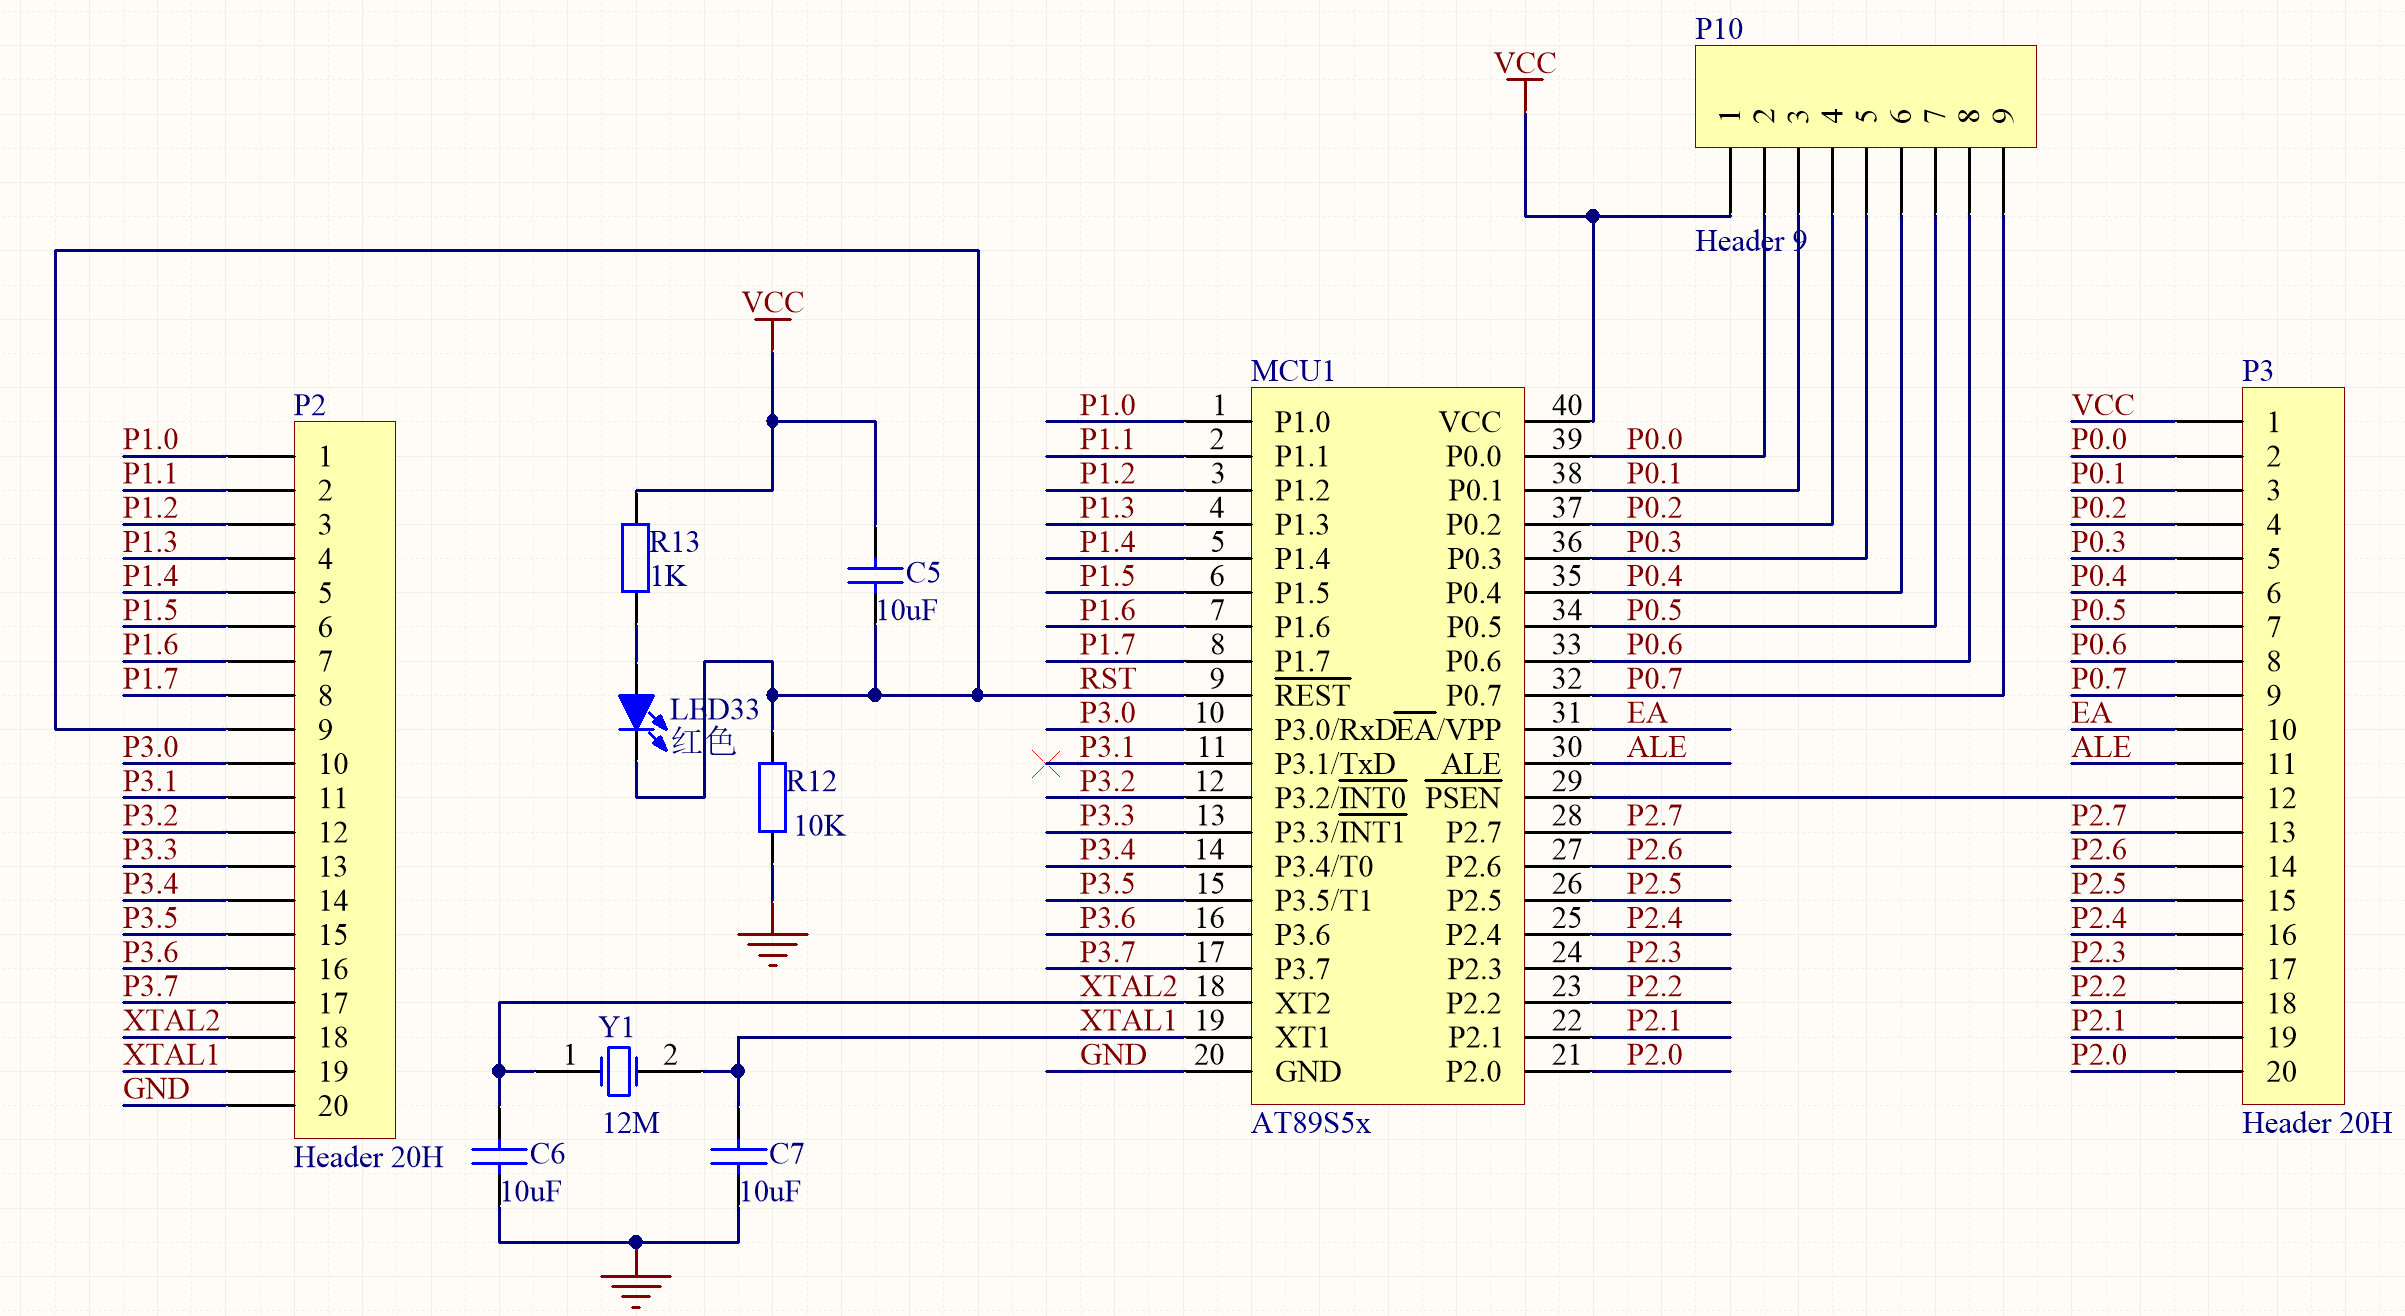 P10
VCC
1 2 3 4 5 6 7 8 9
Header 9
VCC
P2
P1.0 1
P1.1 2
P1.2 3
P1.3 4
P1.4 5
P1.5 6
P1.6 7
P1.7 8
9
P3.0 10
P3.1 11
P3.2 12
P3.3 13
P3.4 14
P3.5 15
P3.6 16
P3.7 17
XTAL2 18
XTAL1 19
GND 20
Header 20H
R13
1K
C5
10uF
LED33
红色
R12
10K
Y1
1 2
12M
C6
10uF
C7
10uF
MCU1
P1.0 1 P1.0 VCC 40
P1.1 2 P1.1 P0.0 39 P0.0
P1.2 3 P1.2 P0.1 38 P0.1
P1.3 4 P1.3 P0.2 37 P0.2
P1.4 5 P1.4 P0.3 36 P0.3
P1.5 6 P1.5 P0.4 35 P0.4
P1.6 7 P1.6 P0.5 34 P0.5
P1.7 8 P1.7 P0.6 33 P0.6
RST 9 REST P0.7 32 P0.7
P3.0 10 P3.0/RxD EA/VPP 31 EA
P3.1 11 P3.1/TxD ALE 30 ALE
P3.2 12 P3.2/INT0 PSEN 29
P3.3 13 P3.3/INT1 P2.7 28 P2.7
P3.4 14 P3.4/T0 P2.6 27 P2.6
P3.5 15 P3.5/T1 P2.5 26 P2.5
P3.6 16 P3.6 P2.4 25 P2.4
P3.7 17 P3.7 P2.3 24 P2.3
XTAL2 18 XT2 P2.2 23 P2.2
XTAL1 19 XT1 P2.1 22 P2.1
GND 20 GND P2.0 21 P2.0
AT89S5x
P3
VCC 1
P0.0 2
P0.1 3
P0.2 4
P0.3 5
P0.4 6
P0.5 7
P0.6 8
P0.7 9
EA 10
ALE 11
12
P2.7 13
P2.6 14
P2.5 15
P2.4 16
P2.3 17
P2.2 18
P2.1 19
P2.0 20
Header 20H